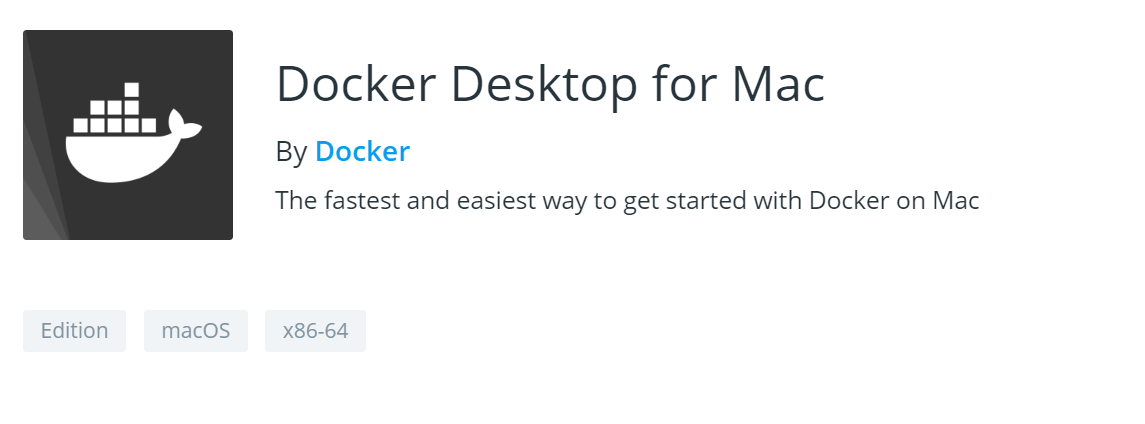 Docker Desktop for Mac
By Docker
The fastest and easiest way to get started with Docker on Mac
Edition macOS x86-64